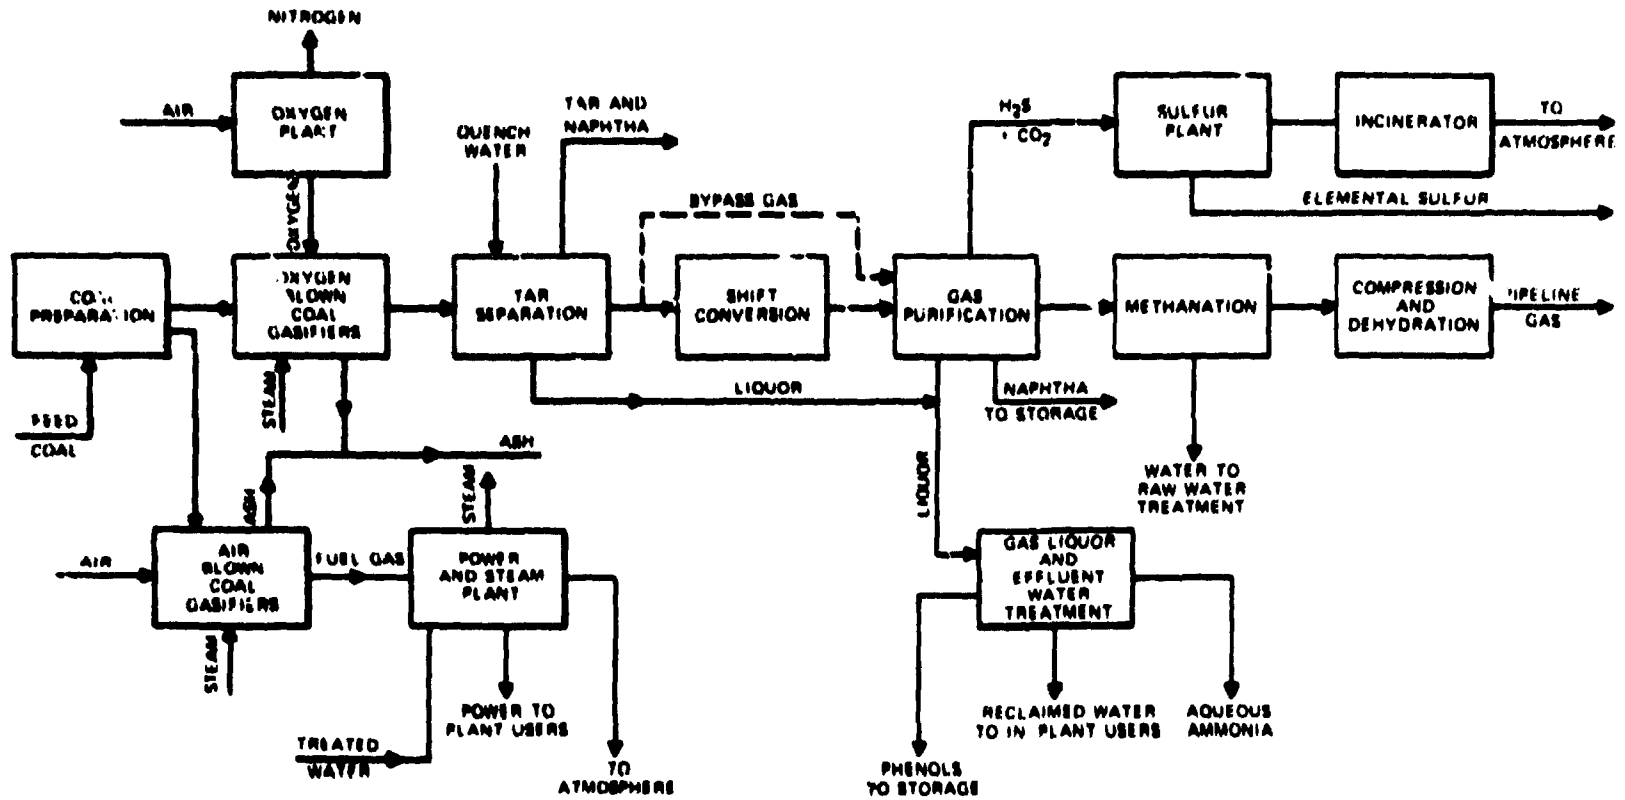 NITROGEN
AIR
OXYGEN
PLANT
OXYGEN
QUENCH
WATER
TAR AND
NAPHTHA
BYPASS GAS
H₂S
+ CO₂
SULFUR
PLANT
INCINERATOR
TO
ATMOSPHERE
ELEMENTAL SULFUR
COAL
PREPARATION
OXYGEN
BLOWN
COAL
GASIFIERS
TAR
SEPARATION
SHIFT
CONVERSION
GAS
PURIFICATION
METHANATION
COMPRESSION
AND
DEHYDRATION
PIPELINE
GAS
FEED
COAL
STEAM
LIQUOR
NAPHTHA
TO STORAGE
ASH
WATER TO
RAW WATER
TREATMENT
ASH
STEAM
LIQUOR
AIR
AIR
BLOWN
COAL
GASIFIERS
FUEL GAS
POWER
AND STEAM
PLANT
GAS LIQUOR
AND
EFFLUENT
WATER
TREATMENT
STEAM
POWER TO
PLANT USERS
RECLAIMED WATER
TO IN PLANT USERS
AQUEOUS
AMMONIA
TREATED
WATER
TO
ATMOSPHERE
PHENOLS
TO STORAGE